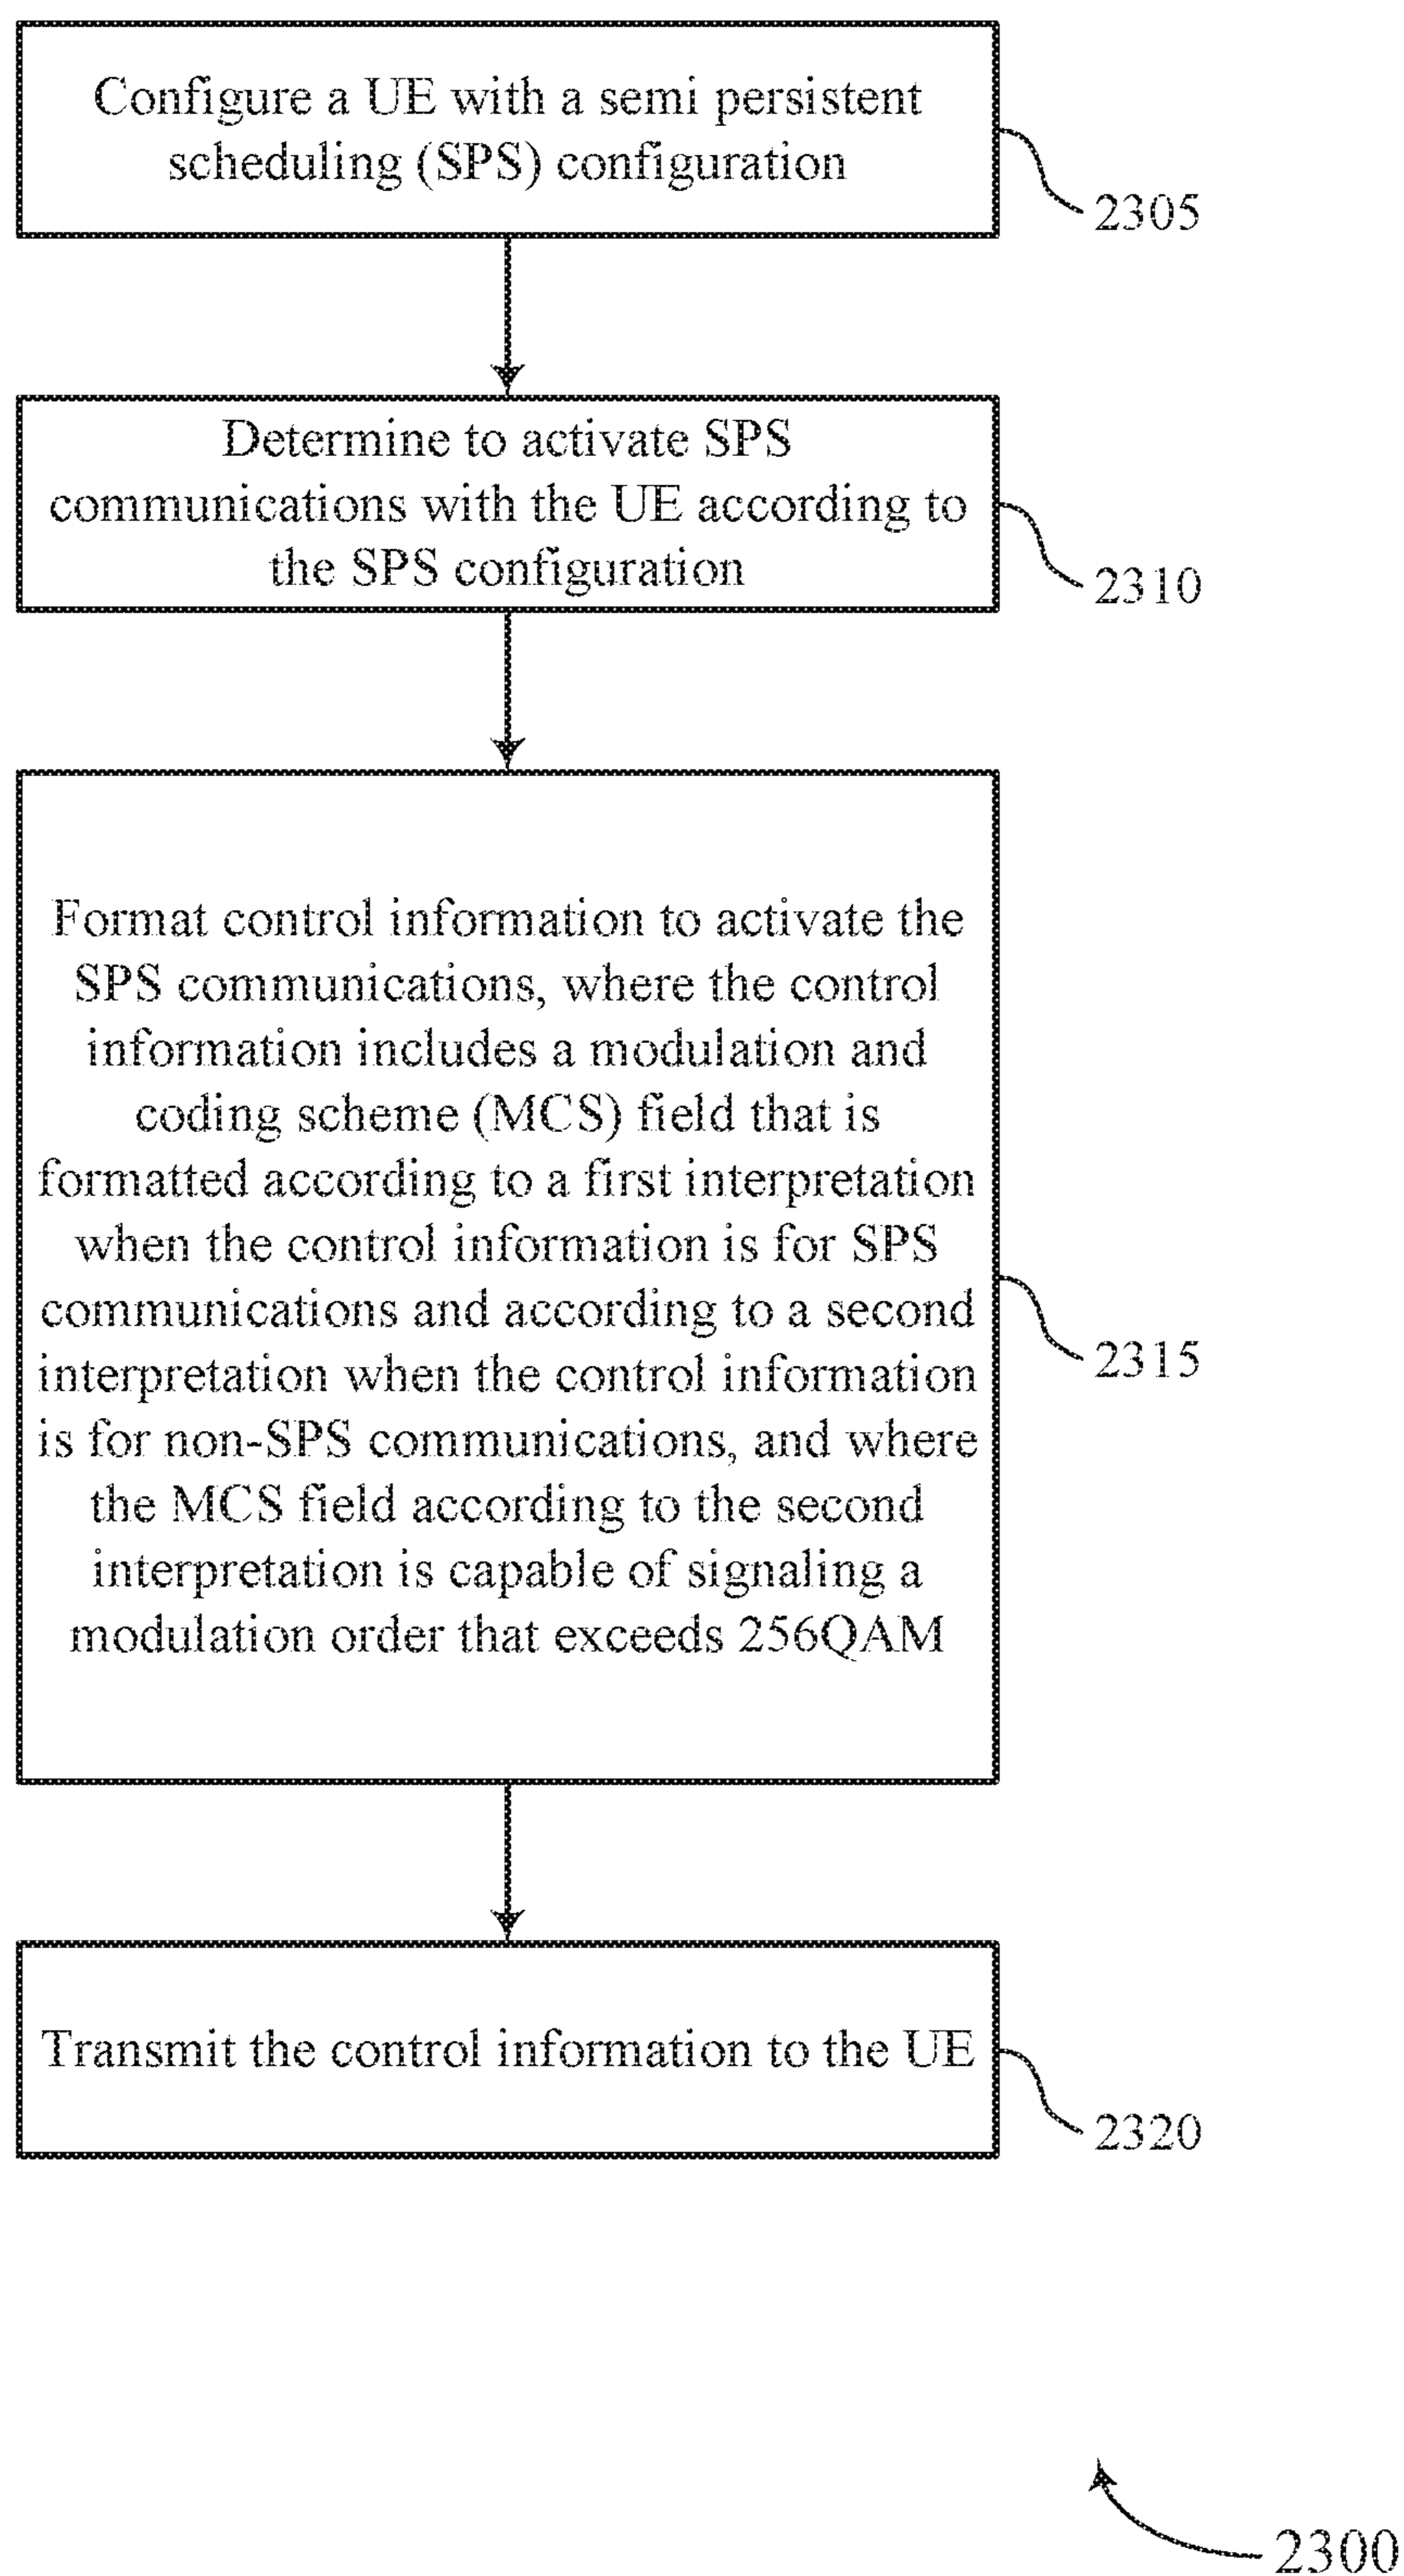 Configure a UE with a semi persistent
scheduling (SPS) configuration
2305
Determine to activate SPS
communications with the UE according to
the SPS configuration
2310
Format control information to activate the
SPS communications, where the control
information includes a modulation and
coding scheme (MCS) field that is
formatted according to a first interpretation
when the control information is for SPS
communications and according to a second
interpretation when the control information
is for non-SPS communications, and where
the MCS field according to the second
interpretation is capable of signaling a
modulation order that exceeds 256QAM
2315
Transmit the control information to the UE
2320
2300